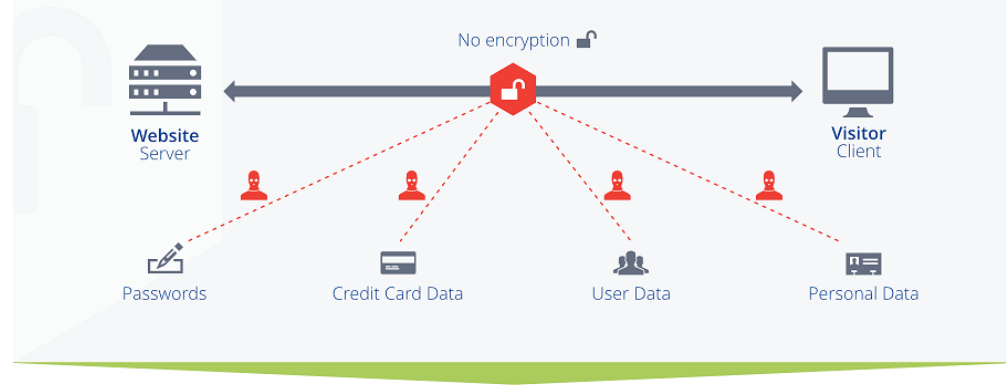 No encryption
Website
Server
Visitor
Client
Passwords
Credit Card Data
User Data
Personal Data